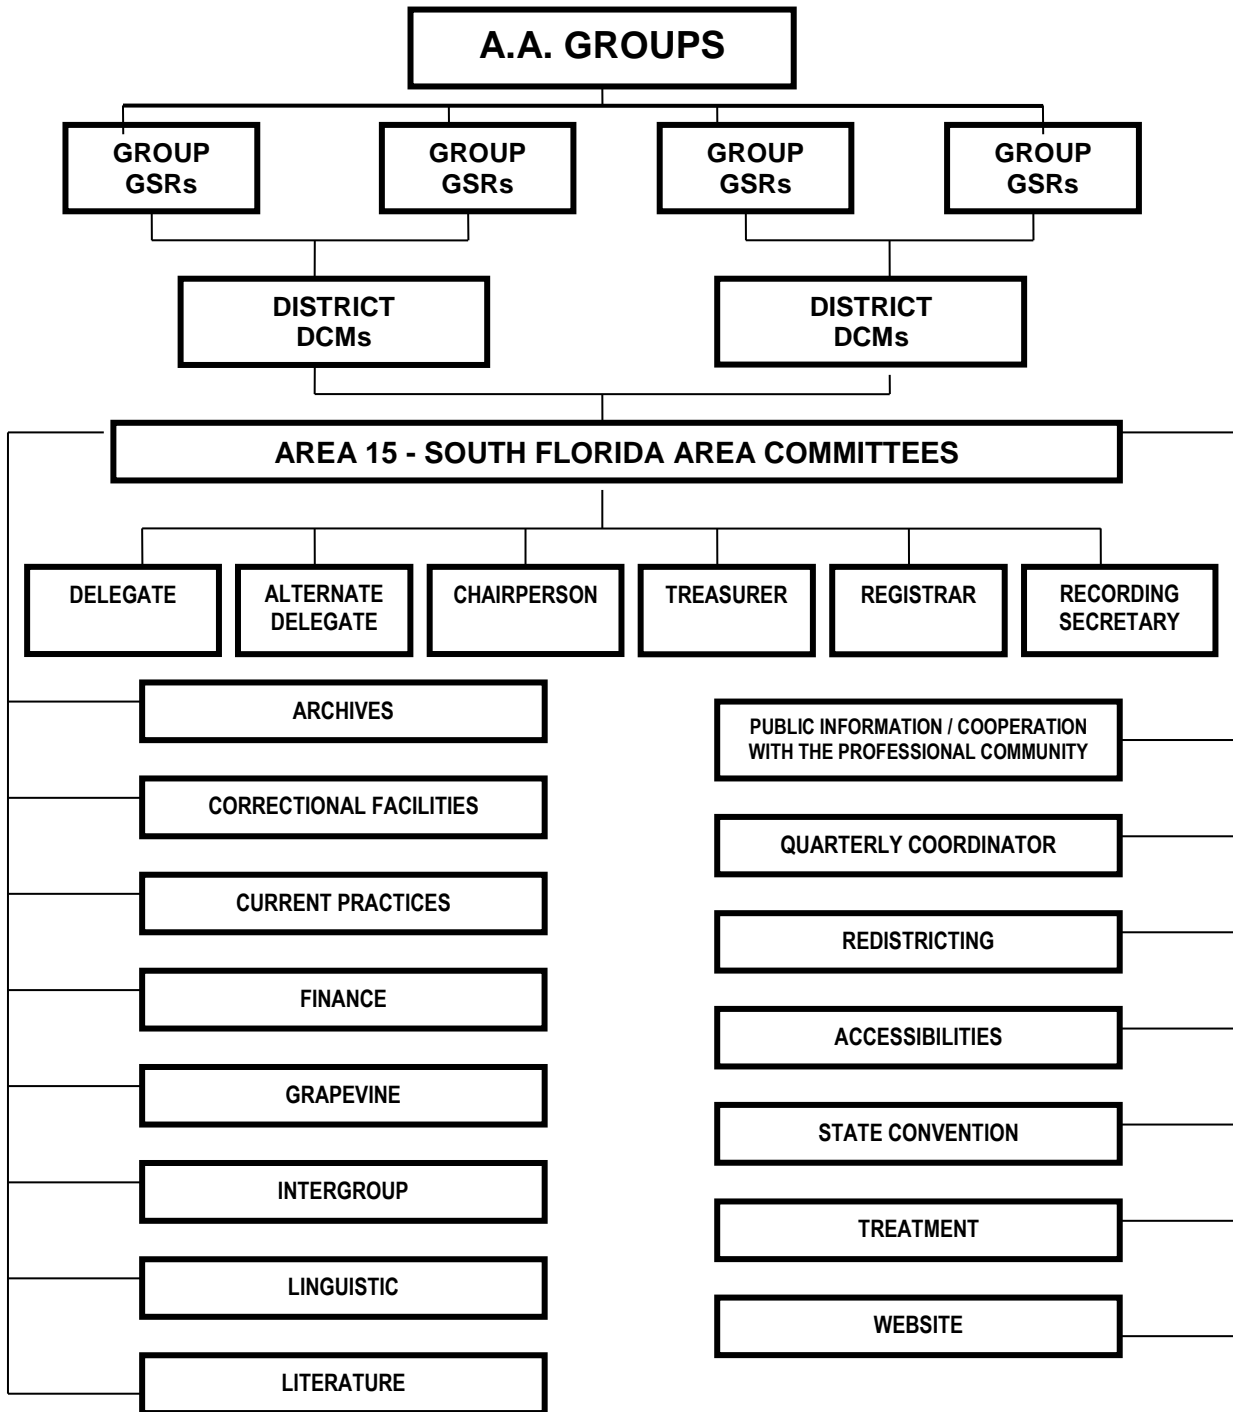 A.A. GROUPS
GROUP
GSRs
GROUP
GSRs
GROUP
GSRs
GROUP
GSRs
DISTRICT
DCMs
DISTRICT
DCMs
AREA 15 - SOUTH FLORIDA AREA COMMITTEES
DELEGATE
ALTERNATE
DELEGATE
CHAIRPERSON
TREASURER
REGISTRAR
RECORDING
SECRETARY
ARCHIVES
CORRECTIONAL FACILITIES
CURRENT PRACTICES
FINANCE
GRAPEVINE
INTERGROUP
LINGUISTIC
LITERATURE
PUBLIC INFORMATION / COOPERATION
WITH THE PROFESSIONAL COMMUNITY
QUARTERLY COORDINATOR
REDISTRICTING
ACCESSIBILITIES
STATE CONVENTION
TREATMENT
WEBSITE